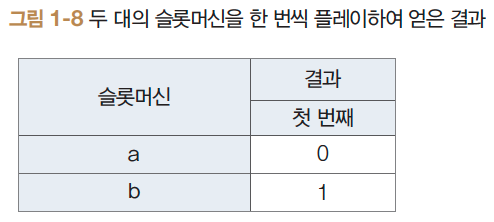 그림 1-8 두 대의 슬롯머신을 한 번씩 플레이하여 얻은 결과
슬롯머신
결과
첫 번째
a 0
b 1